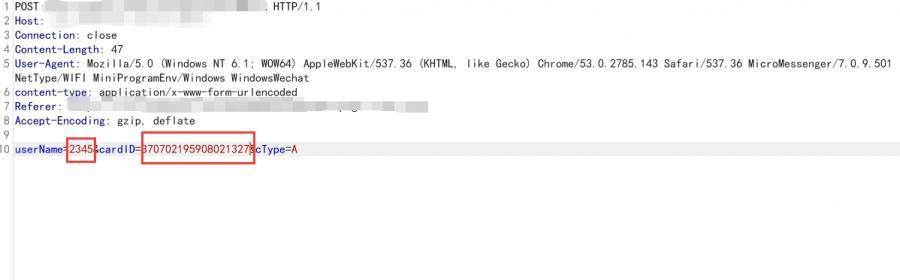 1 POST HTTP/1.1
2 Host:
3 Connection: close
4 Content-Length: 47
5 User-Agent: Mozilla/5.0 (Windows NT 6.1; WOW64) AppleWebKit/537.36 (KHTML, like Gecko) Chrome/53.0.2785.143 Safari/537.36 MicroMessenger/7.0.9.501
NetType/WIFI MiniProgramEnv/Windows WindowsWechat
6 content-type: application/x-www-form-urlencoded
7 Referer:
8 Accept-Encoding: gzip, deflate
9
10 userName=2345&cardID=370702195908021327&cType=A